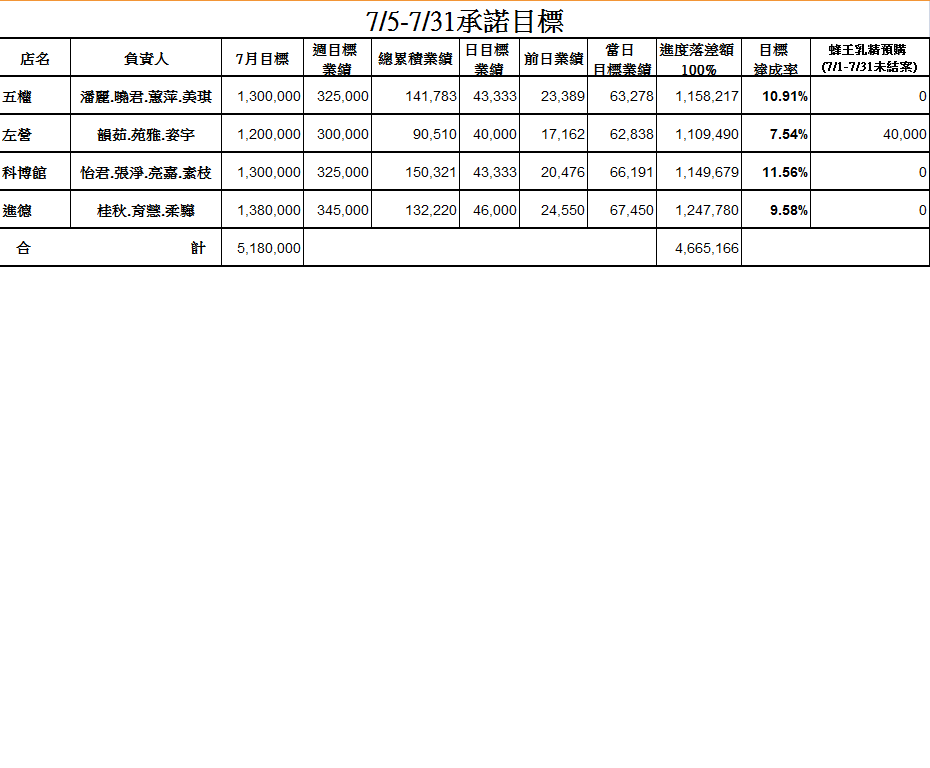 7/5-7/31承諾目標
店名 負責人 7月目標 週目標業績 總累積業績 日目標業績 前日業績 當日目標業績 進度落差額100% 目標達成率 蜂王乳精預購(7/1-7/31未結案)
五權 潘麗.曉君.蕙萍.美琪 1,300,000 325,000 141,783 43,333 23,389 63,278 1,158,217 10.91% 0
左營 韻茹.苑雅.姿宇 1,200,000 300,000 90,510 40,000 17,162 62,838 1,109,490 7.54% 40,000
科博館 怡君.張淨.亮嘉.素枝 1,300,000 325,000 150,321 43,333 20,476 66,191 1,149,679 11.56% 0
進德 桂秋.育慧.柔驊 1,380,000 345,000 132,220 46,000 24,550 67,450 1,247,780 9.58% 0
合 計 5,180,000 4,665,166